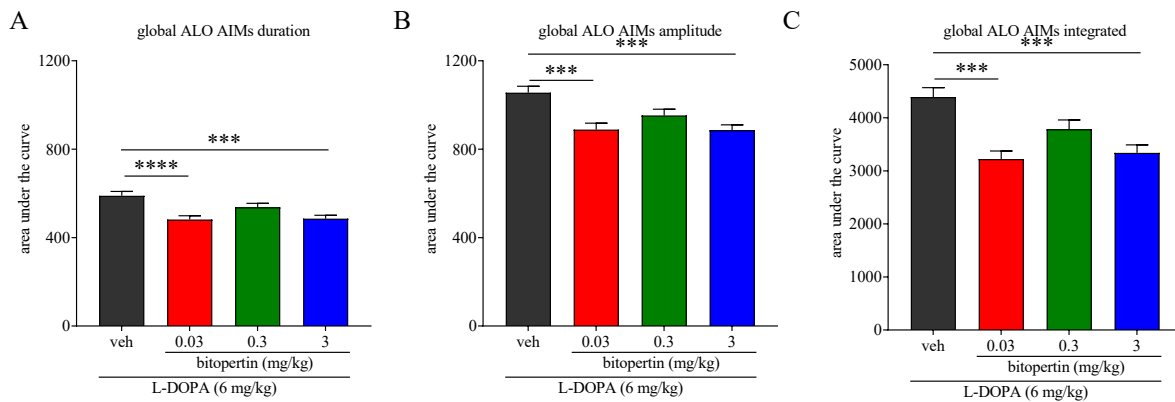 A
global ALO AIMs duration
1200
800
400
0
area under the curve
***
****
veh
0.03
0.3
3
bitopertin (mg/kg)
L-DOPA (6 mg/kg)
B
global ALO AIMs amplitude
1200
800
400
0
area under the curve
***
***
veh
0.03
0.3
3
bitopertin (mg/kg)
L-DOPA (6 mg/kg)
C
global ALO AIMs integrated
5000
4000
3000
2000
1000
0
area under the curve
***
***
veh
0.03
0.3
3
bitopertin (mg/kg)
L-DOPA (6 mg/kg)